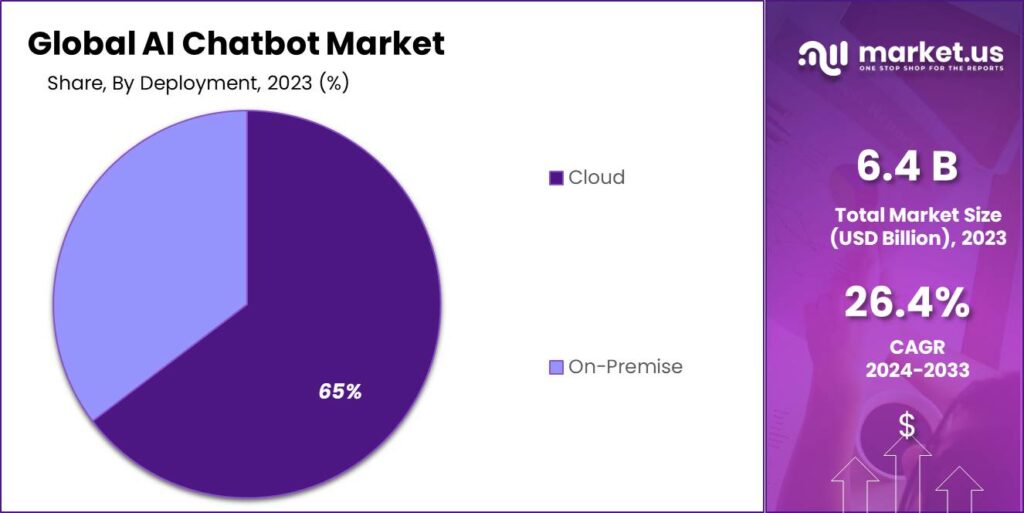 Global AI Chatbot Market
Share, By Deployment, 2023 (%)
65%
Cloud
On-Premise
market.us
ONE STOP SHOP FOR THE REPORTS
6.4 B
Total Market Size
(USD Billion), 2023
26.4%
CAGR
2024-2033
$